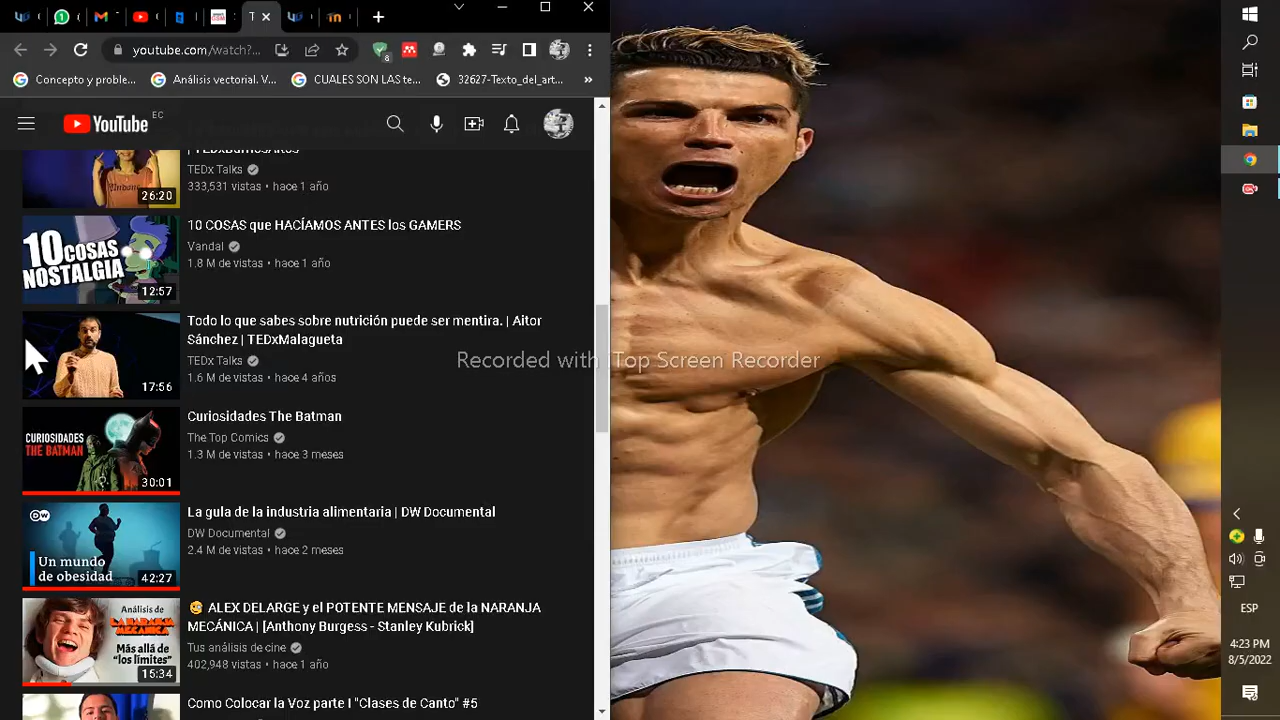 youtube.com/watch?...
Concepto y proble...
Análisis vectorial. V...
CUALES SON LAS te...
32627-Texto_del_art...
»
YouTube EC
| TEDxBarriosAltos
TEDx Talks
333,531 vistas • hace 1 año
26:20
10 COSAS que HACÍAMOS ANTES los GAMERS
Vandal
1.8 M de vistas • hace 1 año
10 COSAS
NOSTALGIA
12:57
Todo lo que sabes sobre nutrición puede ser mentira. | Aitor
Sánchez | TEDxMalagueta
TEDx Talks
1.6 M de vistas • hace 4 años
17:56
Recorded with iTop Screen Recorder
Curiosidades The Batman
The Top Comics
1.3 M de vistas • hace 3 meses
CURIOSIDADES
THE BATMAN
30:01
La gula de la industria alimentaria | DW Documental
DW Documental
2.4 M de vistas • hace 2 meses
DW
Un mundo
de obesidad
42:27
ALEX DELARGE y el POTENTE MENSAJE de la NARANJA
MECÁNICA | [Anthony Burgess - Stanley Kubrick]
Tus análisis de cine
402,948 vistas • hace 1 año
Análisis de
LA NARANJA
MECÁNICA
Más allá de
"los límites"
15:34
Como Colocar la Voz parte I "Clases de Canto" #5
ESP
4:23 PM
8/5/2022